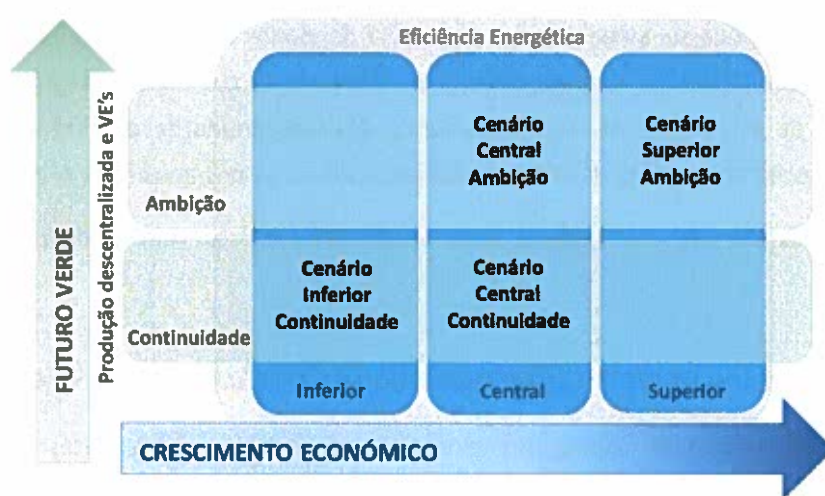 Eficiência Energética
FUTURO VERDE
Produção descentralizada e VE's
Ambição
Cenário
Central
Ambição
Cenário
Superior
Ambição
Continuidade
Cenário
Inferior
Continuidade
Cenário
Central
Continuidade
Inferior
Central
Superior
CRESCIMENTO ECONÓMICO